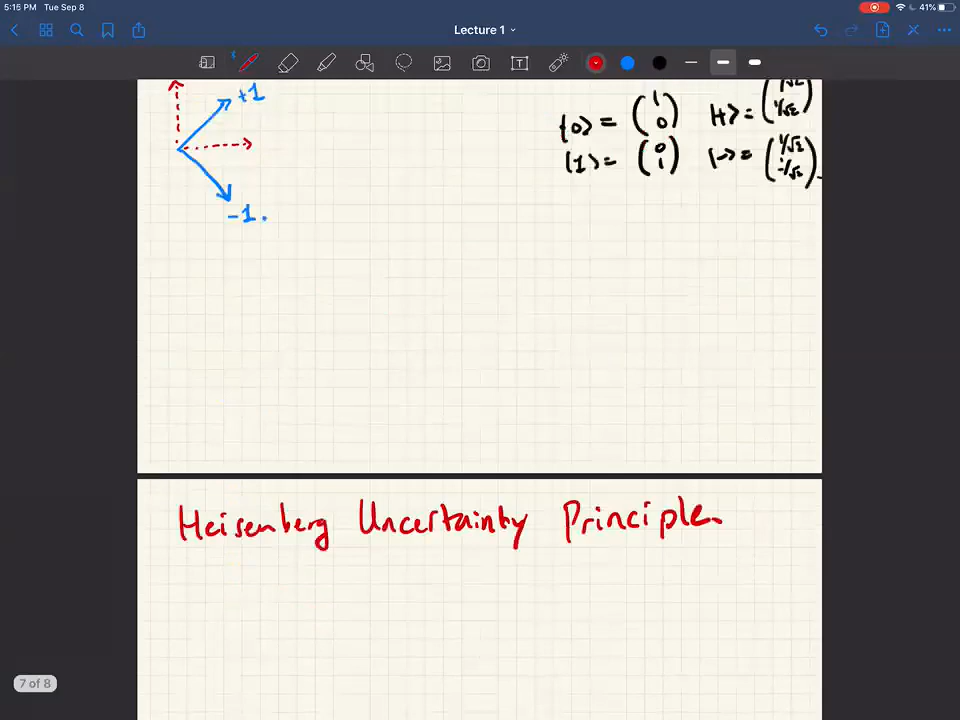 5:15 PM Tue Sep 8
41%
Lecture 1
T
+1
-1.
|0> = (1 0) |+> = (1/√2 1/√2)
|1> = (0 1) |-> = (1/√2 -1/√2).
Heisenberg Uncertainty Principle.
7 of 8